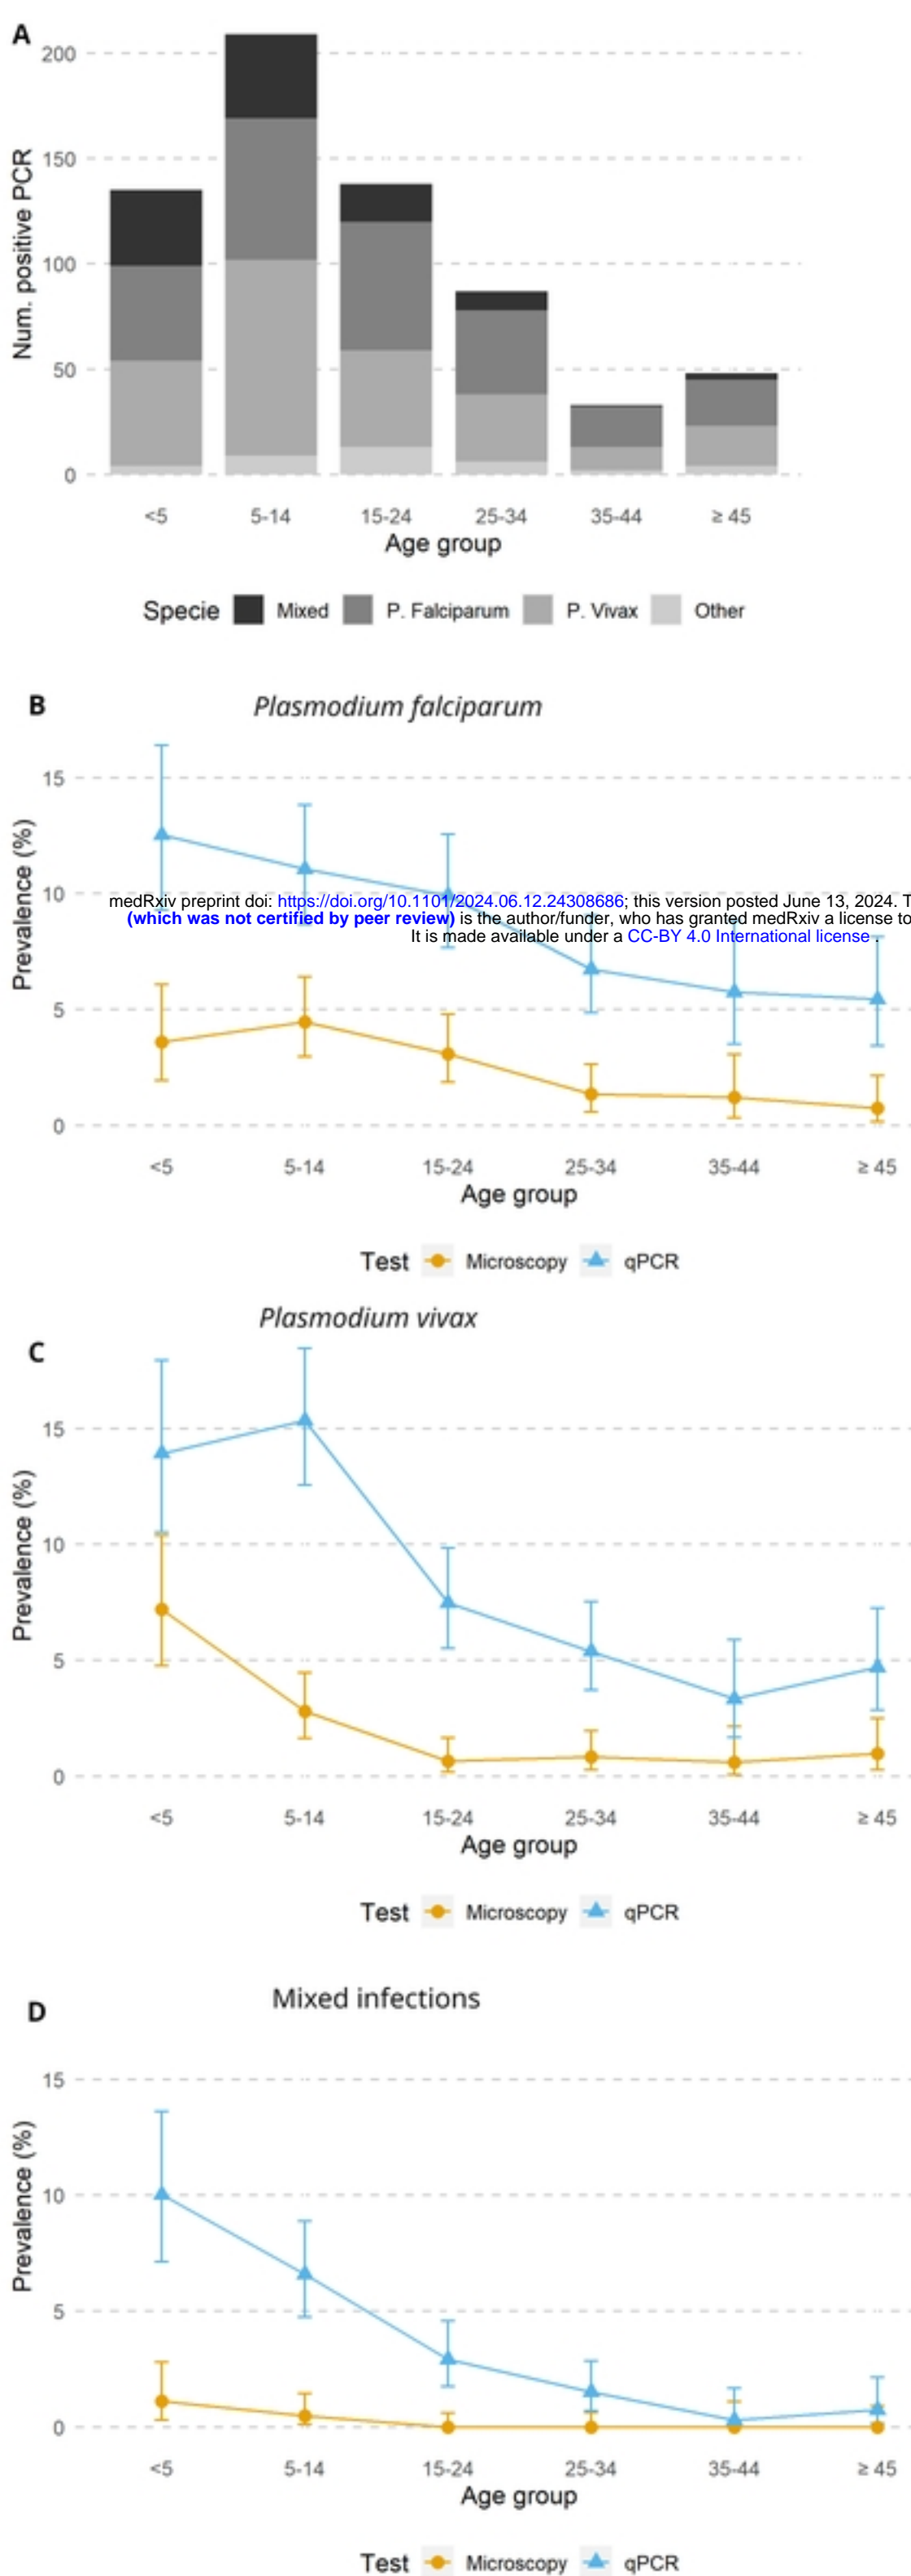 A
200
150
100
50
0
Num. positive PCR
<5 5-14 15-24 25-34 35-44 ≥ 45
Age group
Specie Mixed P. Falciparum P. Vivax Other
B
Plasmodium falciparum
15
10
5
0
Prevalence (%)
medRxiv preprint doi: https://doi.org/10.1101/2024.06.12.24308686; this version posted June 13, 2024. T
(which was not certified by peer review) is the author/funder, who has granted medRxiv a license to
It is made available under a CC-BY 4.0 International license .
<5 5-14 15-24 25-34 35-44 ≥ 45
Age group
Test Microscopy qPCR
Plasmodium vivax
C
15
10
5
0
Prevalence (%)
<5 5-14 15-24 25-34 35-44 ≥ 45
Age group
Test Microscopy qPCR
Mixed infections
D
15
10
5
0
Prevalence (%)
<5 5-14 15-24 25-34 35-44 ≥ 45
Age group
Test Microscopy qPCR